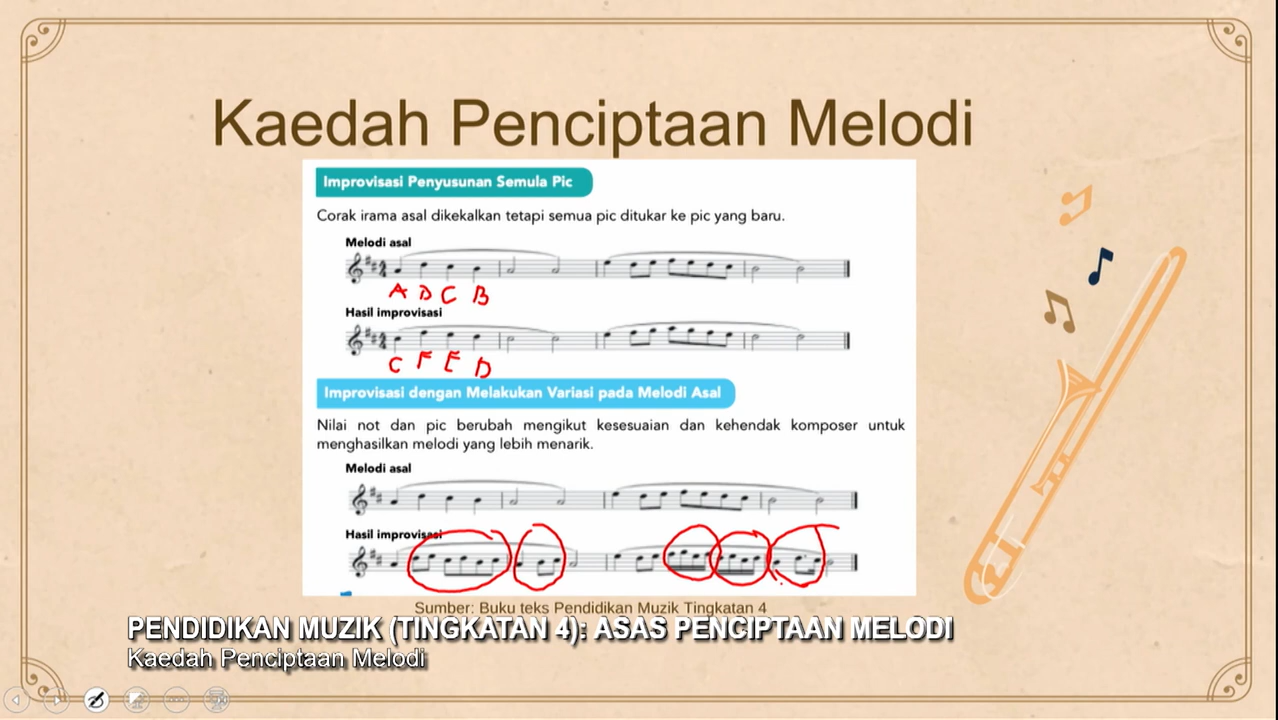 Kaedah Penciptaan Melodi
Improvisasi Penyusunan Semula Pic
Corak irama asal dikekalkan tetapi semua pic ditukar ke pic yang baru.
Melodi asal
A D C B
Hasil improvisasi
C F E D
Improvisasi dengan Melakukan Variasi pada Melodi Asal
Nilai not dan pic berubah mengikut kesesuaian dan kehendak komposer untuk
menghasilkan melodi yang lebih menarik.
Melodi asal
Hasil improvisasi
Sumber: Buku teks Pendidikan Muzik Tingkatan 4
PENDIDIKAN MUZIK (TINGKATAN 4): ASAS PENCIPTAAN MELODI
Kaedah Penciptaan Melodi